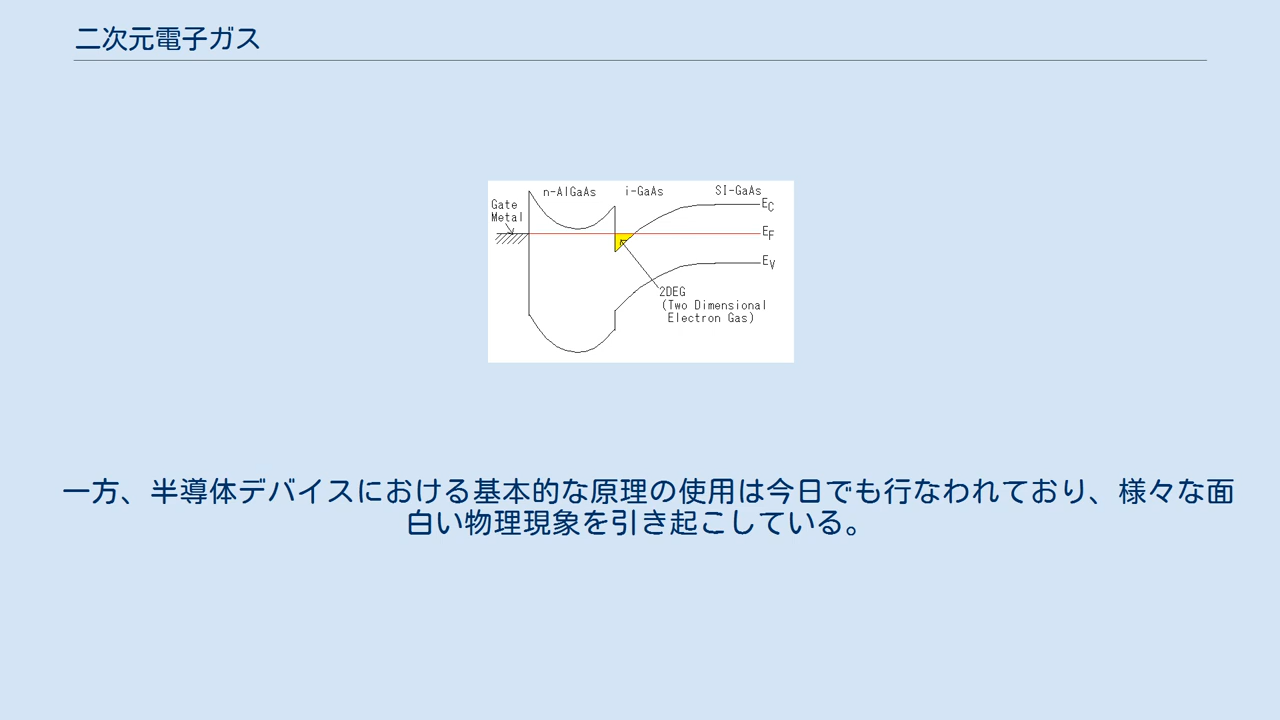 二次元電子ガス
n-AlGaAs i-GaAs SI-GaAs
Gate
Metal
EC
EF
EV
2DEG
(Two Dimensional
Electron Gas)
一方、半導体デバイスにおける基本的な原理の使用は今日でも行なわれており、様々な面
白い物理現象を引き起こしている。